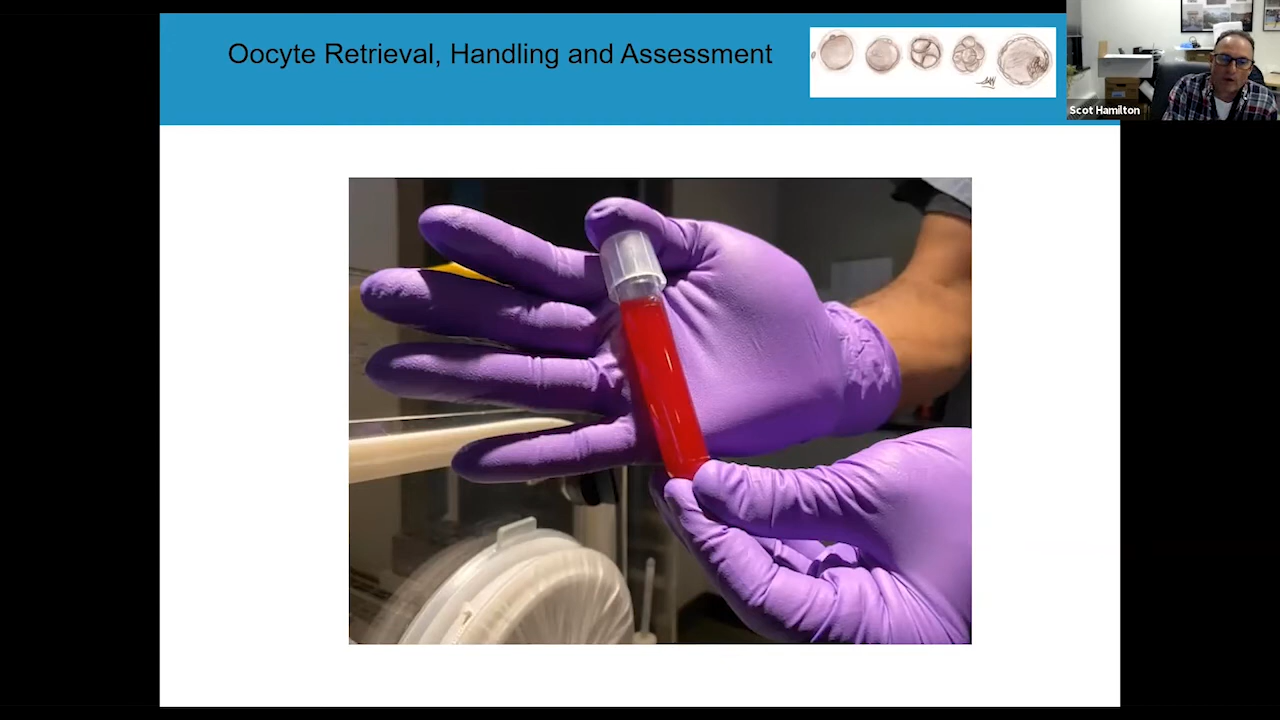 Oocyte Retrieval, Handling and Assessment
Scot Hamilton